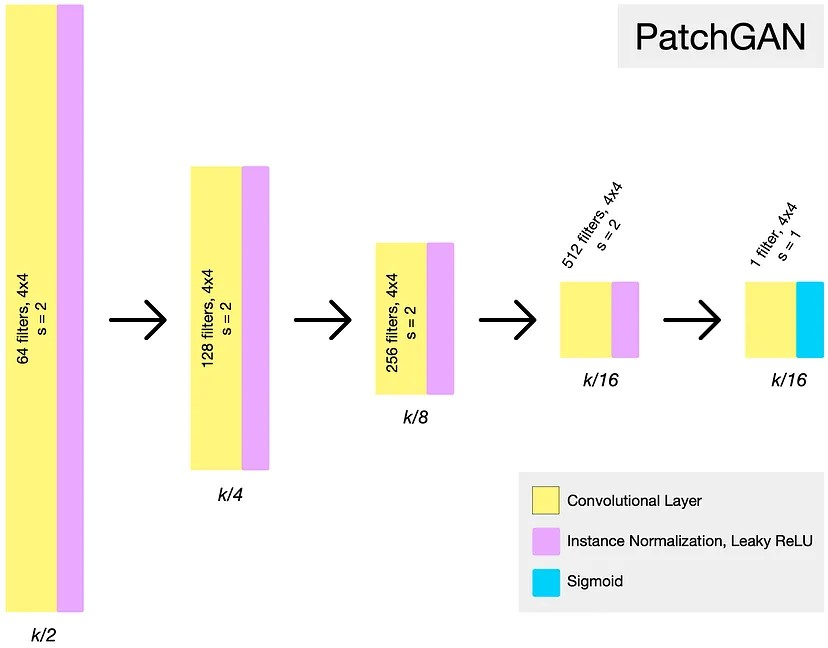 PatchGAN
64 filters, 4x4
s = 2
k/2
128 filters, 4x4
s = 2
k/4
256 filters, 4x4
s = 2
k/8
512 filters, 4x4
s = 2
k/16
1 filter, 4x4
s = 1
k/16
Convolutional Layer
Instance Normalization, Leaky ReLU
Sigmoid